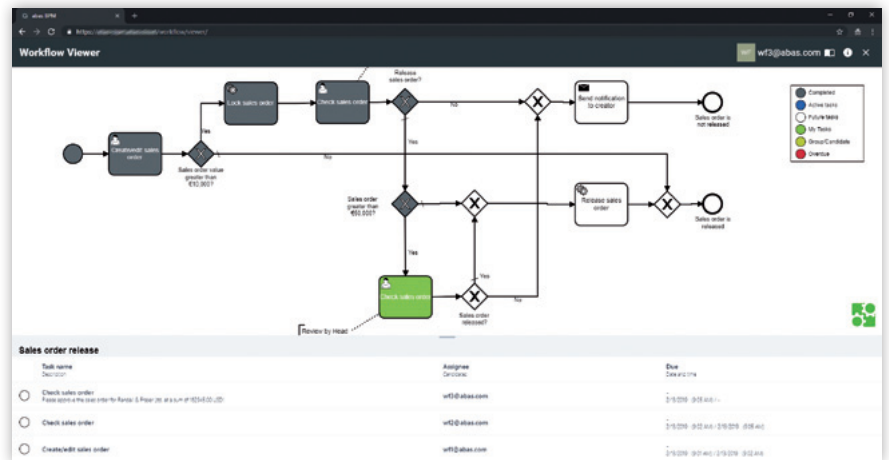 abas BPM
Workflow Viewer
wf3@abas.com
Release
sales order?
Lock sales order
Check sales order
No
Send notification
to creator
Sales order is
not released
Completed
Active tasks
Future tasks
My Tasks
Group/Candidate
Overdue
Yes
Create/edit sales
order
Sales order value
greater than
€10,000?
No
Yes
Sales order
greater than
€50,000?
Release sales
order
Sales order is
released
Yes
Check sales order
Yes
No
Sales order
released?
Review by Head
Sales order release
Task name
Description
Assignee
Candidates
Due
Date and time
Check sales order
wf3@abas.com
Check sales order
wf2@abas.com
Create/edit sales order
wf1@abas.com